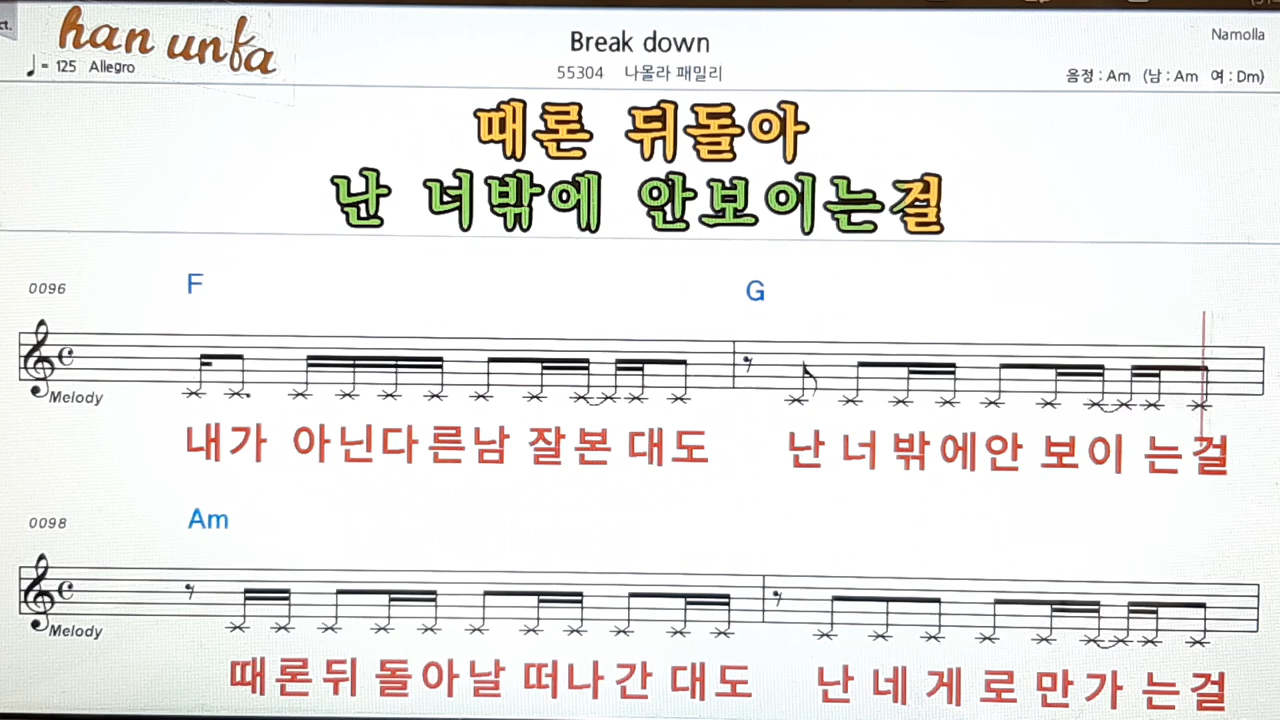 ct.
han unfa
Break down
Namolla
♩ = 125 Allegro
55304 나몰라 패밀리
음정 : Am (남 : Am 여 : Dm)
때론 뒤돌아
난 너밖에 안보이는걸
0096
F
G
Melody
내가 아닌다른남 잘본 대도 난 너 밖에안 보이 는걸
0098
Am
Melody
때론뒤 돌아날 떠나간 대도 난 네 게 로 만 가 는걸